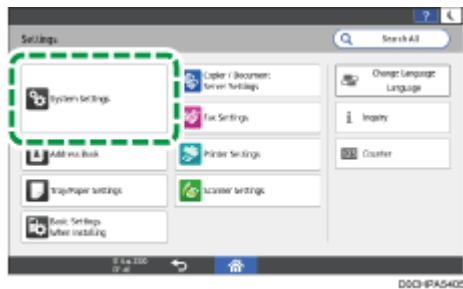 Settings
Search All
System Settings
Copier / Document
Server Settings
Change Language
Language
Fax Settings
Inquiry
Address Book
Printer Settings
Counter
Tray/Paper Settings
Scanner Settings
Basic Settings
When Installing
D0CHPA5405